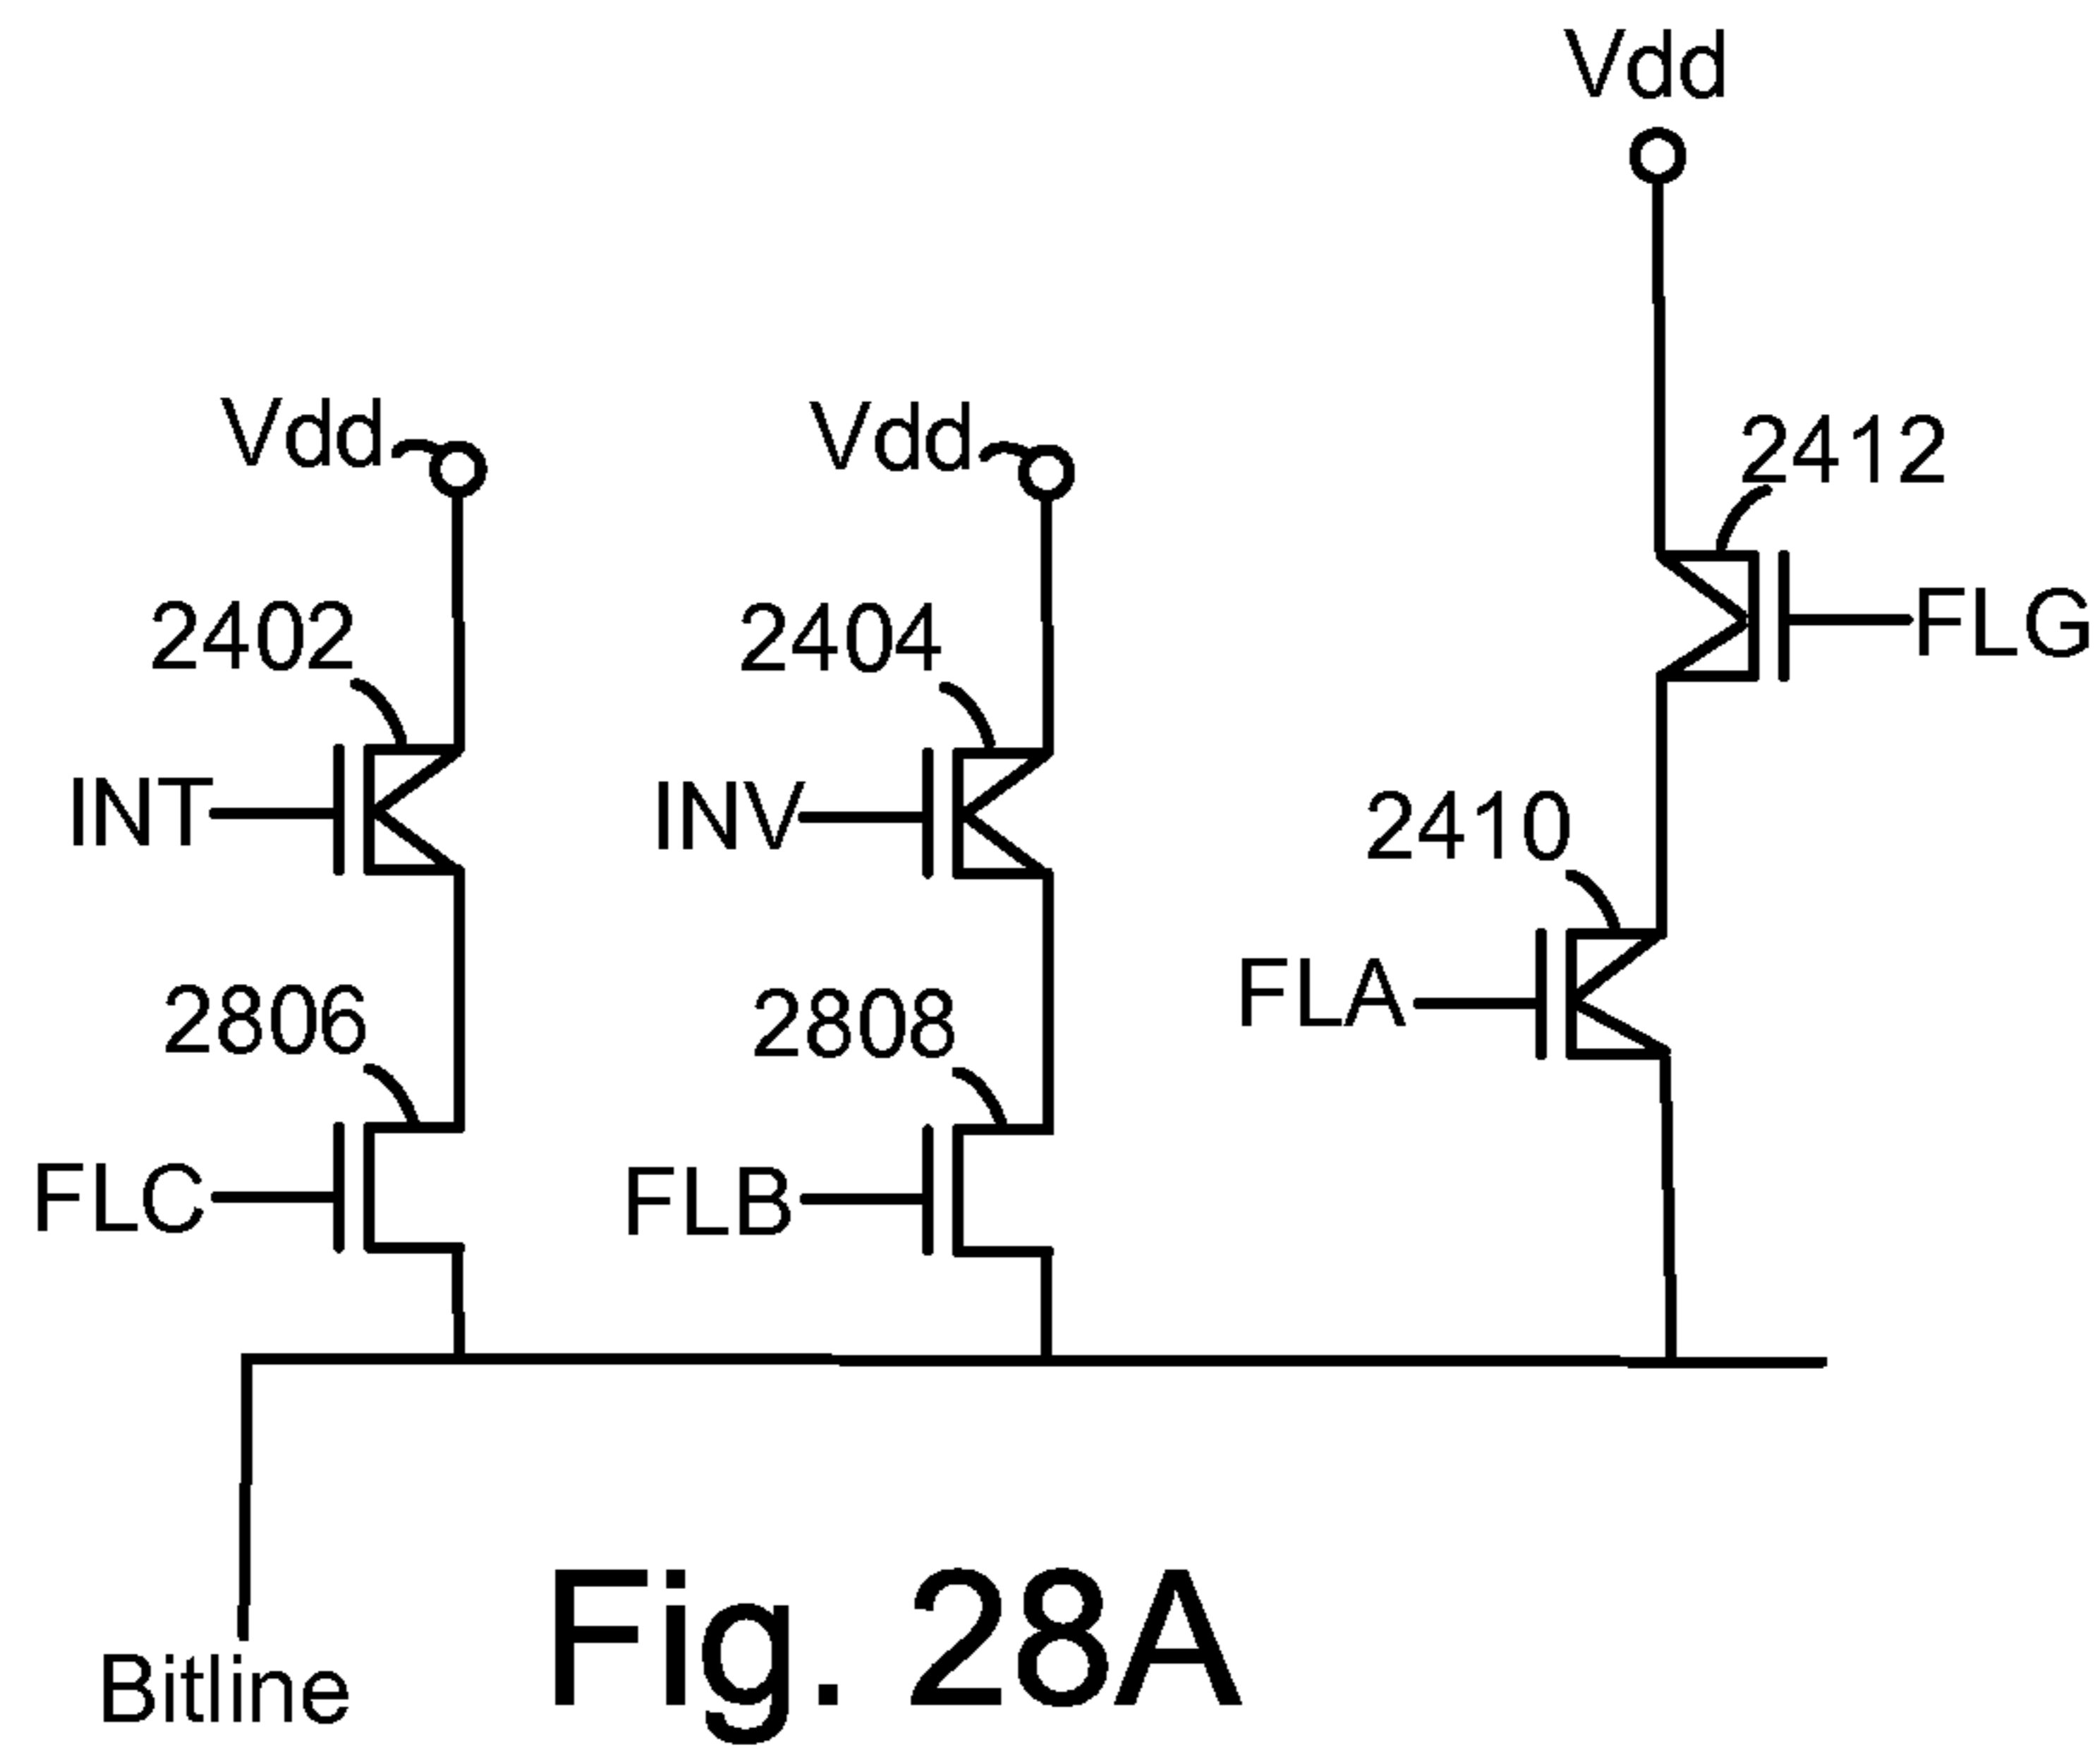 Vdd
Vdd
Vdd
2412
2402
2404
FLG
INT
INV
2410
2806
2808
FLA
FLC
FLB
Bitline
Fig. 28A